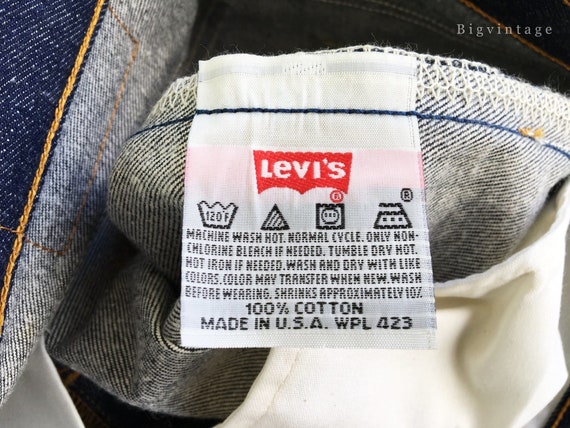 Bigvintage
Levi's
®
®
120°F
MACHINE WASH HOT. NORMAL CYCLE. ONLY NON-
CHLORINE BLEACH IF NEEDED. TUMBLE DRY HOT.
HOT IRON IF NEEDED. WASH AND DRY WITH LIKE
COLORS. COLOR MAY TRANSFER WHEN NEW. WASH
BEFORE WEARING. SHRINKS APPROXIMATELY 10%.
100% COTTON
MADE IN U.S.A. WPL 423